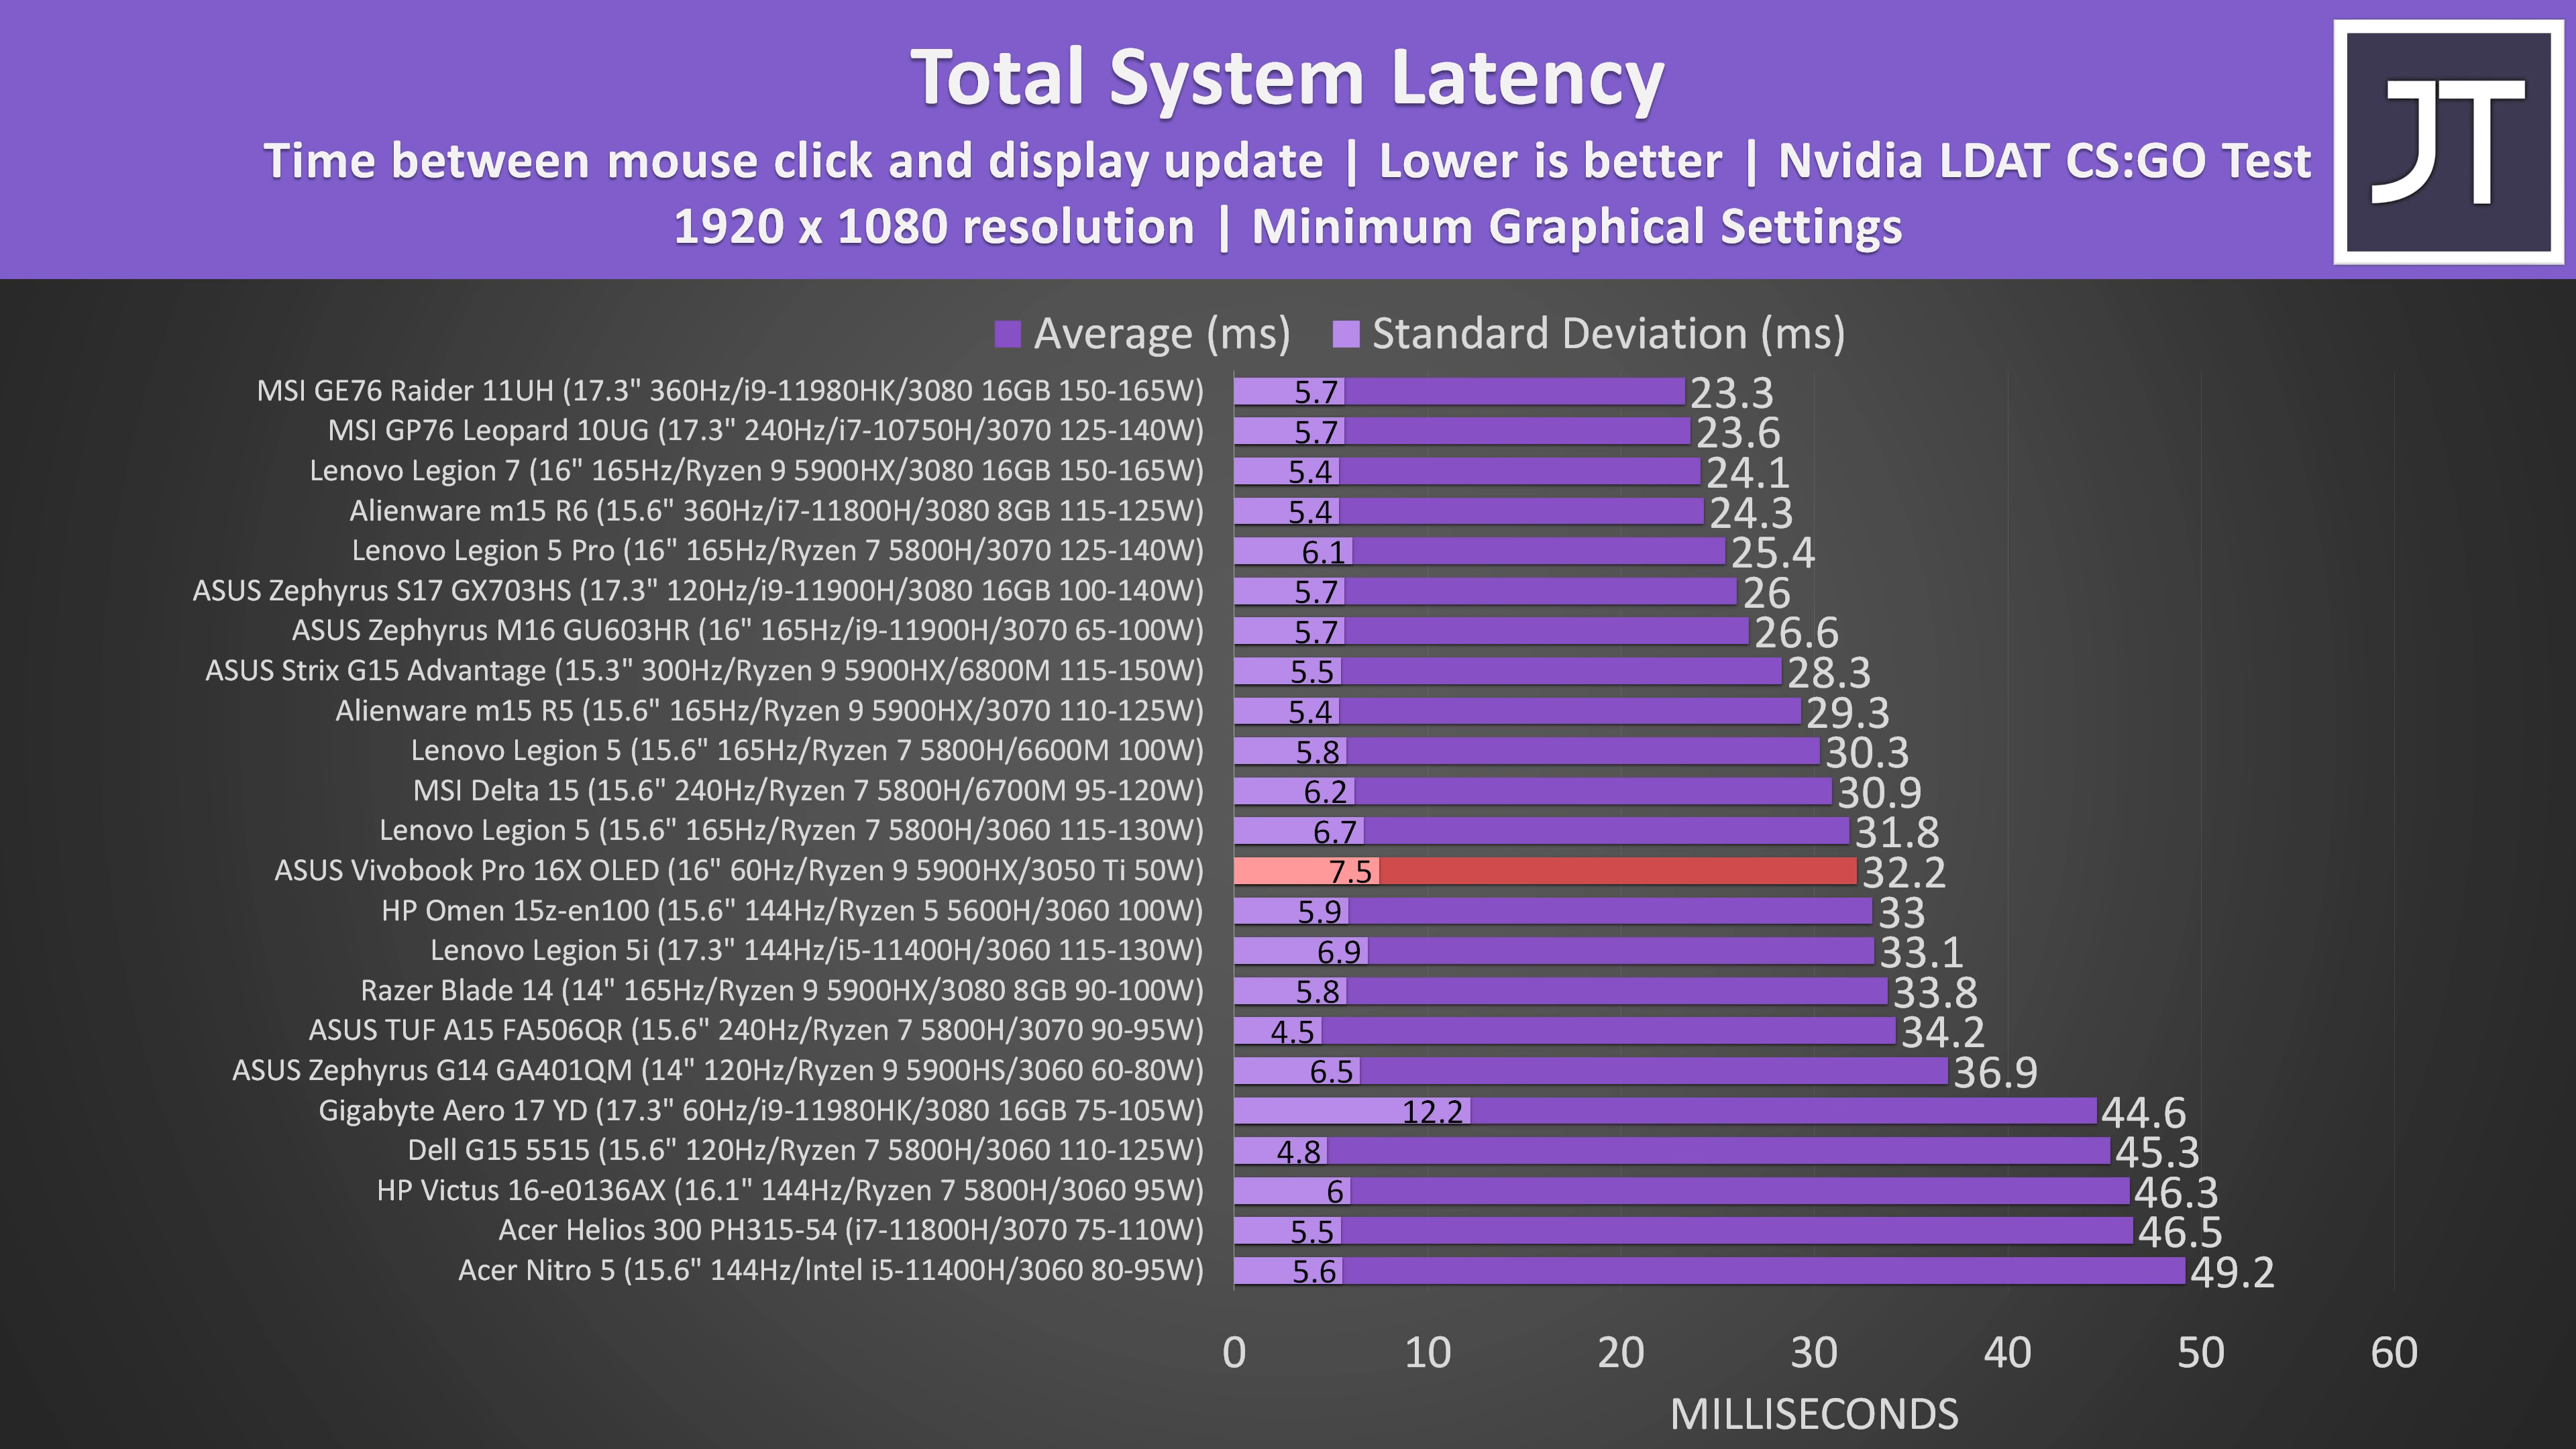 Total System Latency
Time between mouse click and display update | Lower is better | Nvidia LDAT CS:GO Test
1920 x 1080 resolution | Minimum Graphical Settings
JT
Average (ms) Standard Deviation (ms)
MSI GE76 Raider 11UH (17.3" 360Hz/i9-11980HK/3080 16GB 150-165W) 5.7 23.3
MSI GP76 Leopard 10UG (17.3" 240Hz/i7-10750H/3070 125-140W) 5.7 23.6
Lenovo Legion 7 (16" 165Hz/Ryzen 9 5900HX/3080 16GB 150-165W) 5.4 24.1
Alienware m15 R6 (15.6" 360Hz/i7-11800H/3080 8GB 115-125W) 5.4 24.3
Lenovo Legion 5 Pro (16" 165Hz/Ryzen 7 5800H/3070 125-140W) 6.1 25.4
ASUS Zephyrus S17 GX703HS (17.3" 120Hz/i9-11900H/3080 16GB 100-140W) 5.7 26
ASUS Zephyrus M16 GU603HR (16" 165Hz/i9-11900H/3070 65-100W) 5.7 26.6
ASUS Strix G15 Advantage (15.3" 300Hz/Ryzen 9 5900HX/6800M 115-150W) 5.5 28.3
Alienware m15 R5 (15.6" 165Hz/Ryzen 9 5900HX/3070 110-125W) 5.4 29.3
Lenovo Legion 5 (15.6" 165Hz/Ryzen 7 5800H/6600M 100W) 5.8 30.3
MSI Delta 15 (15.6" 240Hz/Ryzen 7 5800H/6700M 95-120W) 6.2 30.9
Lenovo Legion 5 (15.6" 165Hz/Ryzen 7 5800H/3060 115-130W) 6.7 31.8
ASUS Vivobook Pro 16X OLED (16" 60Hz/Ryzen 9 5900HX/3050 Ti 50W) 7.5 32.2
HP Omen 15z-en100 (15.6" 144Hz/Ryzen 5 5600H/3060 100W) 5.9 33
Lenovo Legion 5i (17.3" 144Hz/i5-11400H/3060 115-130W) 6.9 33.1
Razer Blade 14 (14" 165Hz/Ryzen 9 5900HX/3080 8GB 90-100W) 5.8 33.8
ASUS TUF A15 FA506QR (15.6" 240Hz/Ryzen 7 5800H/3070 90-95W) 4.5 34.2
ASUS Zephyrus G14 GA401QM (14" 120Hz/Ryzen 9 5900HS/3060 60-80W) 6.5 36.9
Gigabyte Aero 17 YD (17.3" 60Hz/i9-11980HK/3080 16GB 75-105W) 12.2 44.6
Dell G15 5515 (15.6" 120Hz/Ryzen 7 5800H/3060 110-125W) 4.8 45.3
HP Victus 16-e0136AX (16.1" 144Hz/Ryzen 7 5800H/3060 95W) 6 46.3
Acer Helios 300 PH315-54 (i7-11800H/3070 75-110W) 5.5 46.5
Acer Nitro 5 (15.6" 144Hz/Intel i5-11400H/3060 80-95W) 5.6 49.2
0 10 20 30 40 50 60
MILLISECONDS